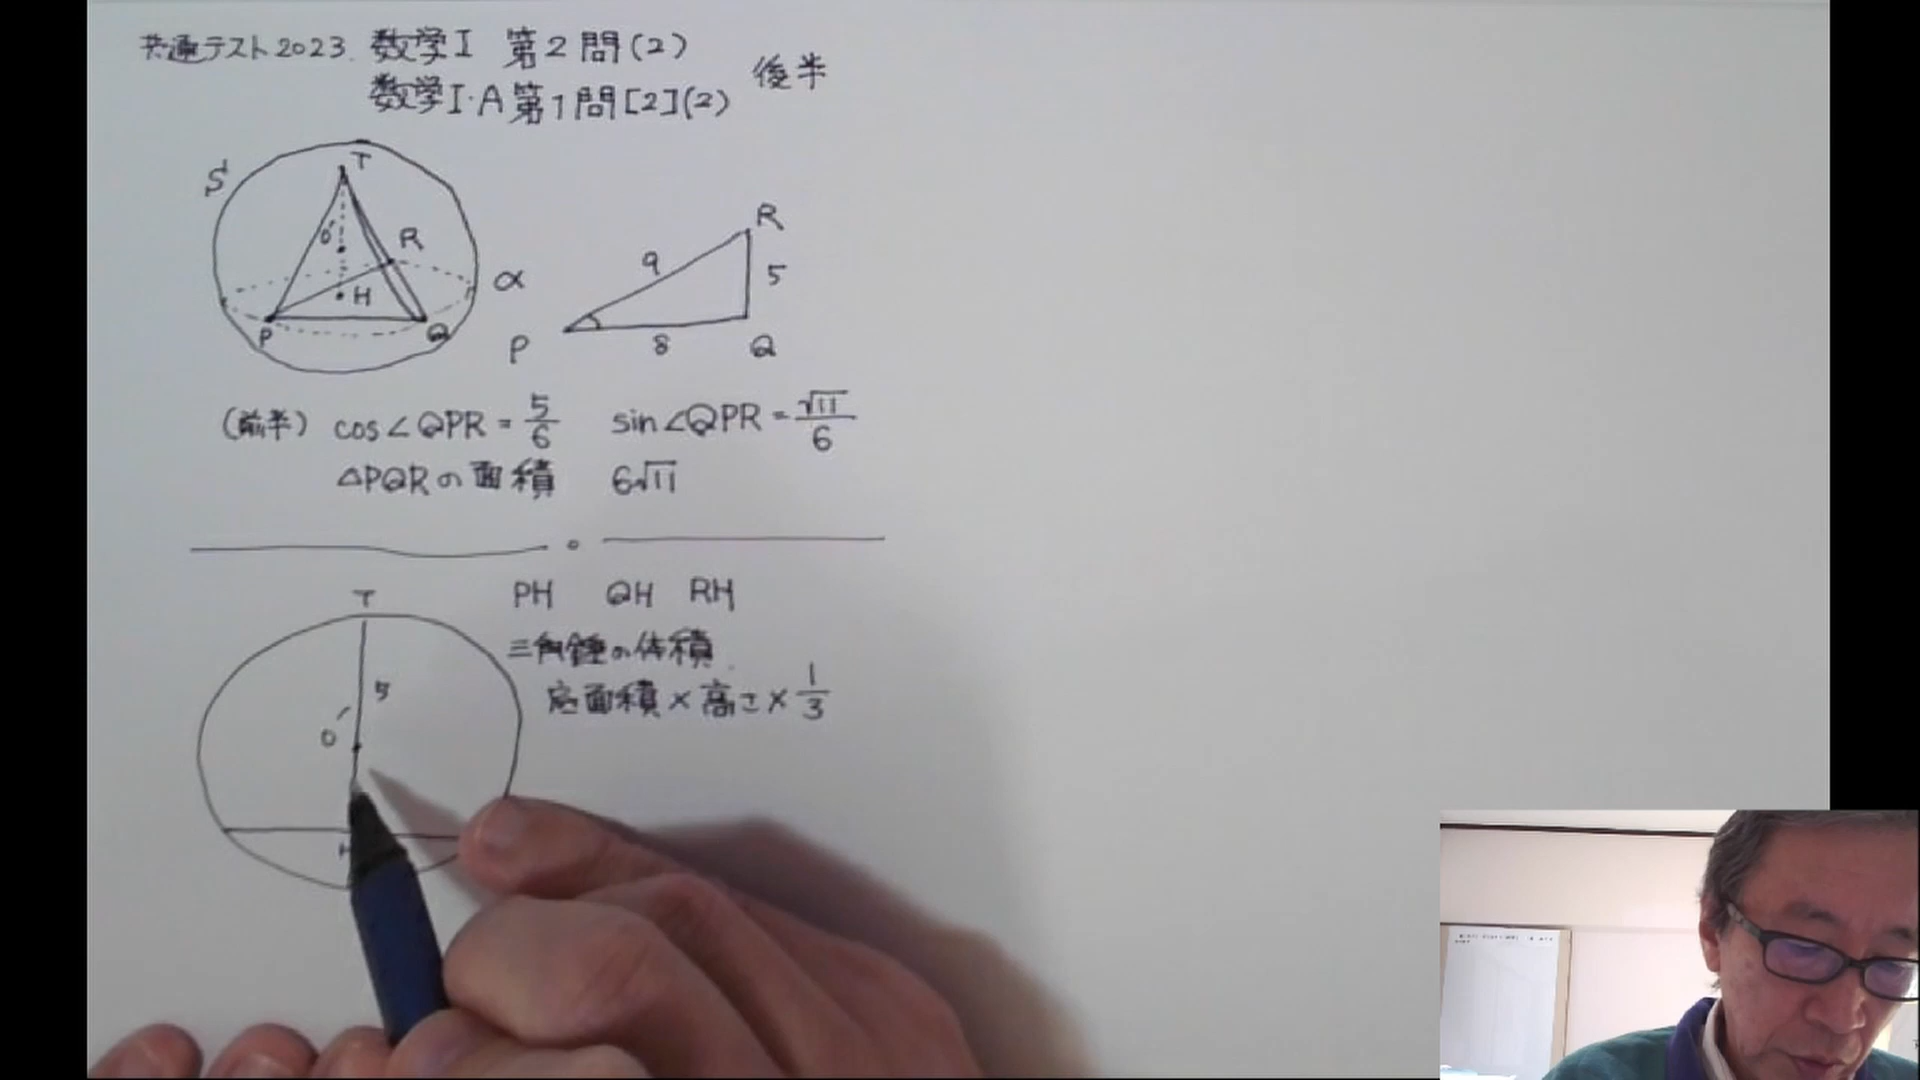 共通テスト2023. 数学I 第2問(2)
数学I・A第1問[2](2)
後半
T
S
O
R
H
α
P
Q
R
9
5
P
8
Q
(前半) cos∠QPR = 5/6 sin∠QPR = √11/6
△PQRの面積 6√11
T
PH QH RH
三角錐の体積
底面積×高さ×1/3
5
O
H